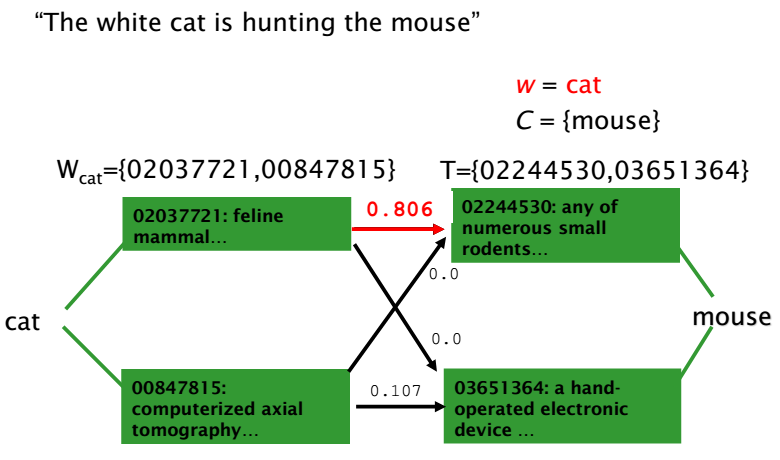 “The white cat is hunting the mouse”
w = cat
C = {mouse}
Wcat={02037721,00847815}
T={02244530,03651364}
02037721: feline
mammal…
0.806
02244530: any of
numerous small
rodents…
0.0
cat
mouse
0.0
00847815:
computerized axial
tomography…
0.107
03651364: a hand-
operated electronic
device …